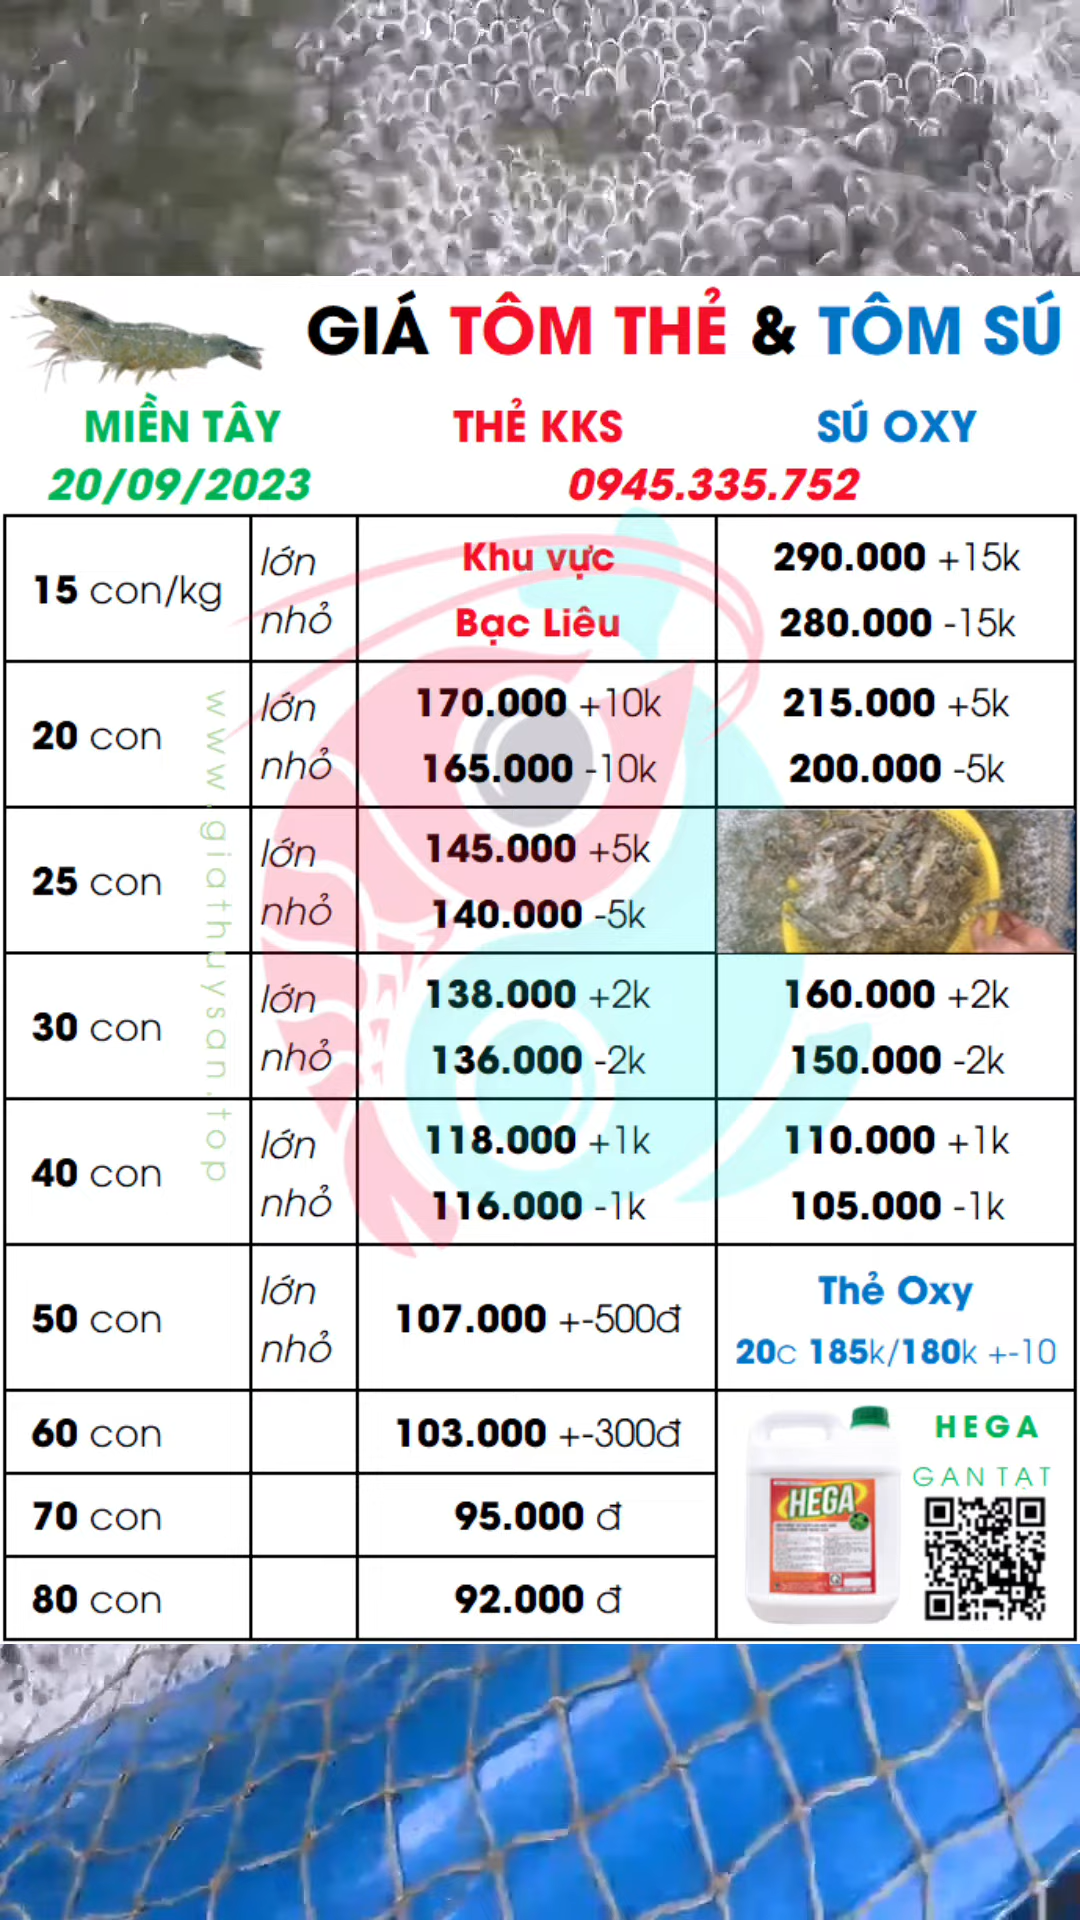 GIÁ TÔM THẺ & TÔM SÚ
MIỀN TÂY THẺ KKS SÚ OXY
20/09/2023 0945.335.752
15 con/kg lớn Khu vực 290.000 +15k
nhỏ Bạc Liêu 280.000 -15k
20 con lớn 170.000 +10k 215.000 +5k
nhỏ 165.000 -10k 200.000 -5k
25 con lớn 145.000 +5k
nhỏ 140.000 -5k
30 con lớn 138.000 +2k 160.000 +2k
nhỏ 136.000 -2k 150.000 -2k
40 con lớn 118.000 +1k 110.000 +1k
nhỏ 116.000 -1k 105.000 -1k
50 con lớn 107.000 +-500đ Thẻ Oxy
nhỏ 20c 185k/180k +-10
60 con 103.000 +-300đ
70 con 95.000 đ
80 con 92.000 đ
HEGA
GAN TẠT
HEGA
www.giathuysan.top